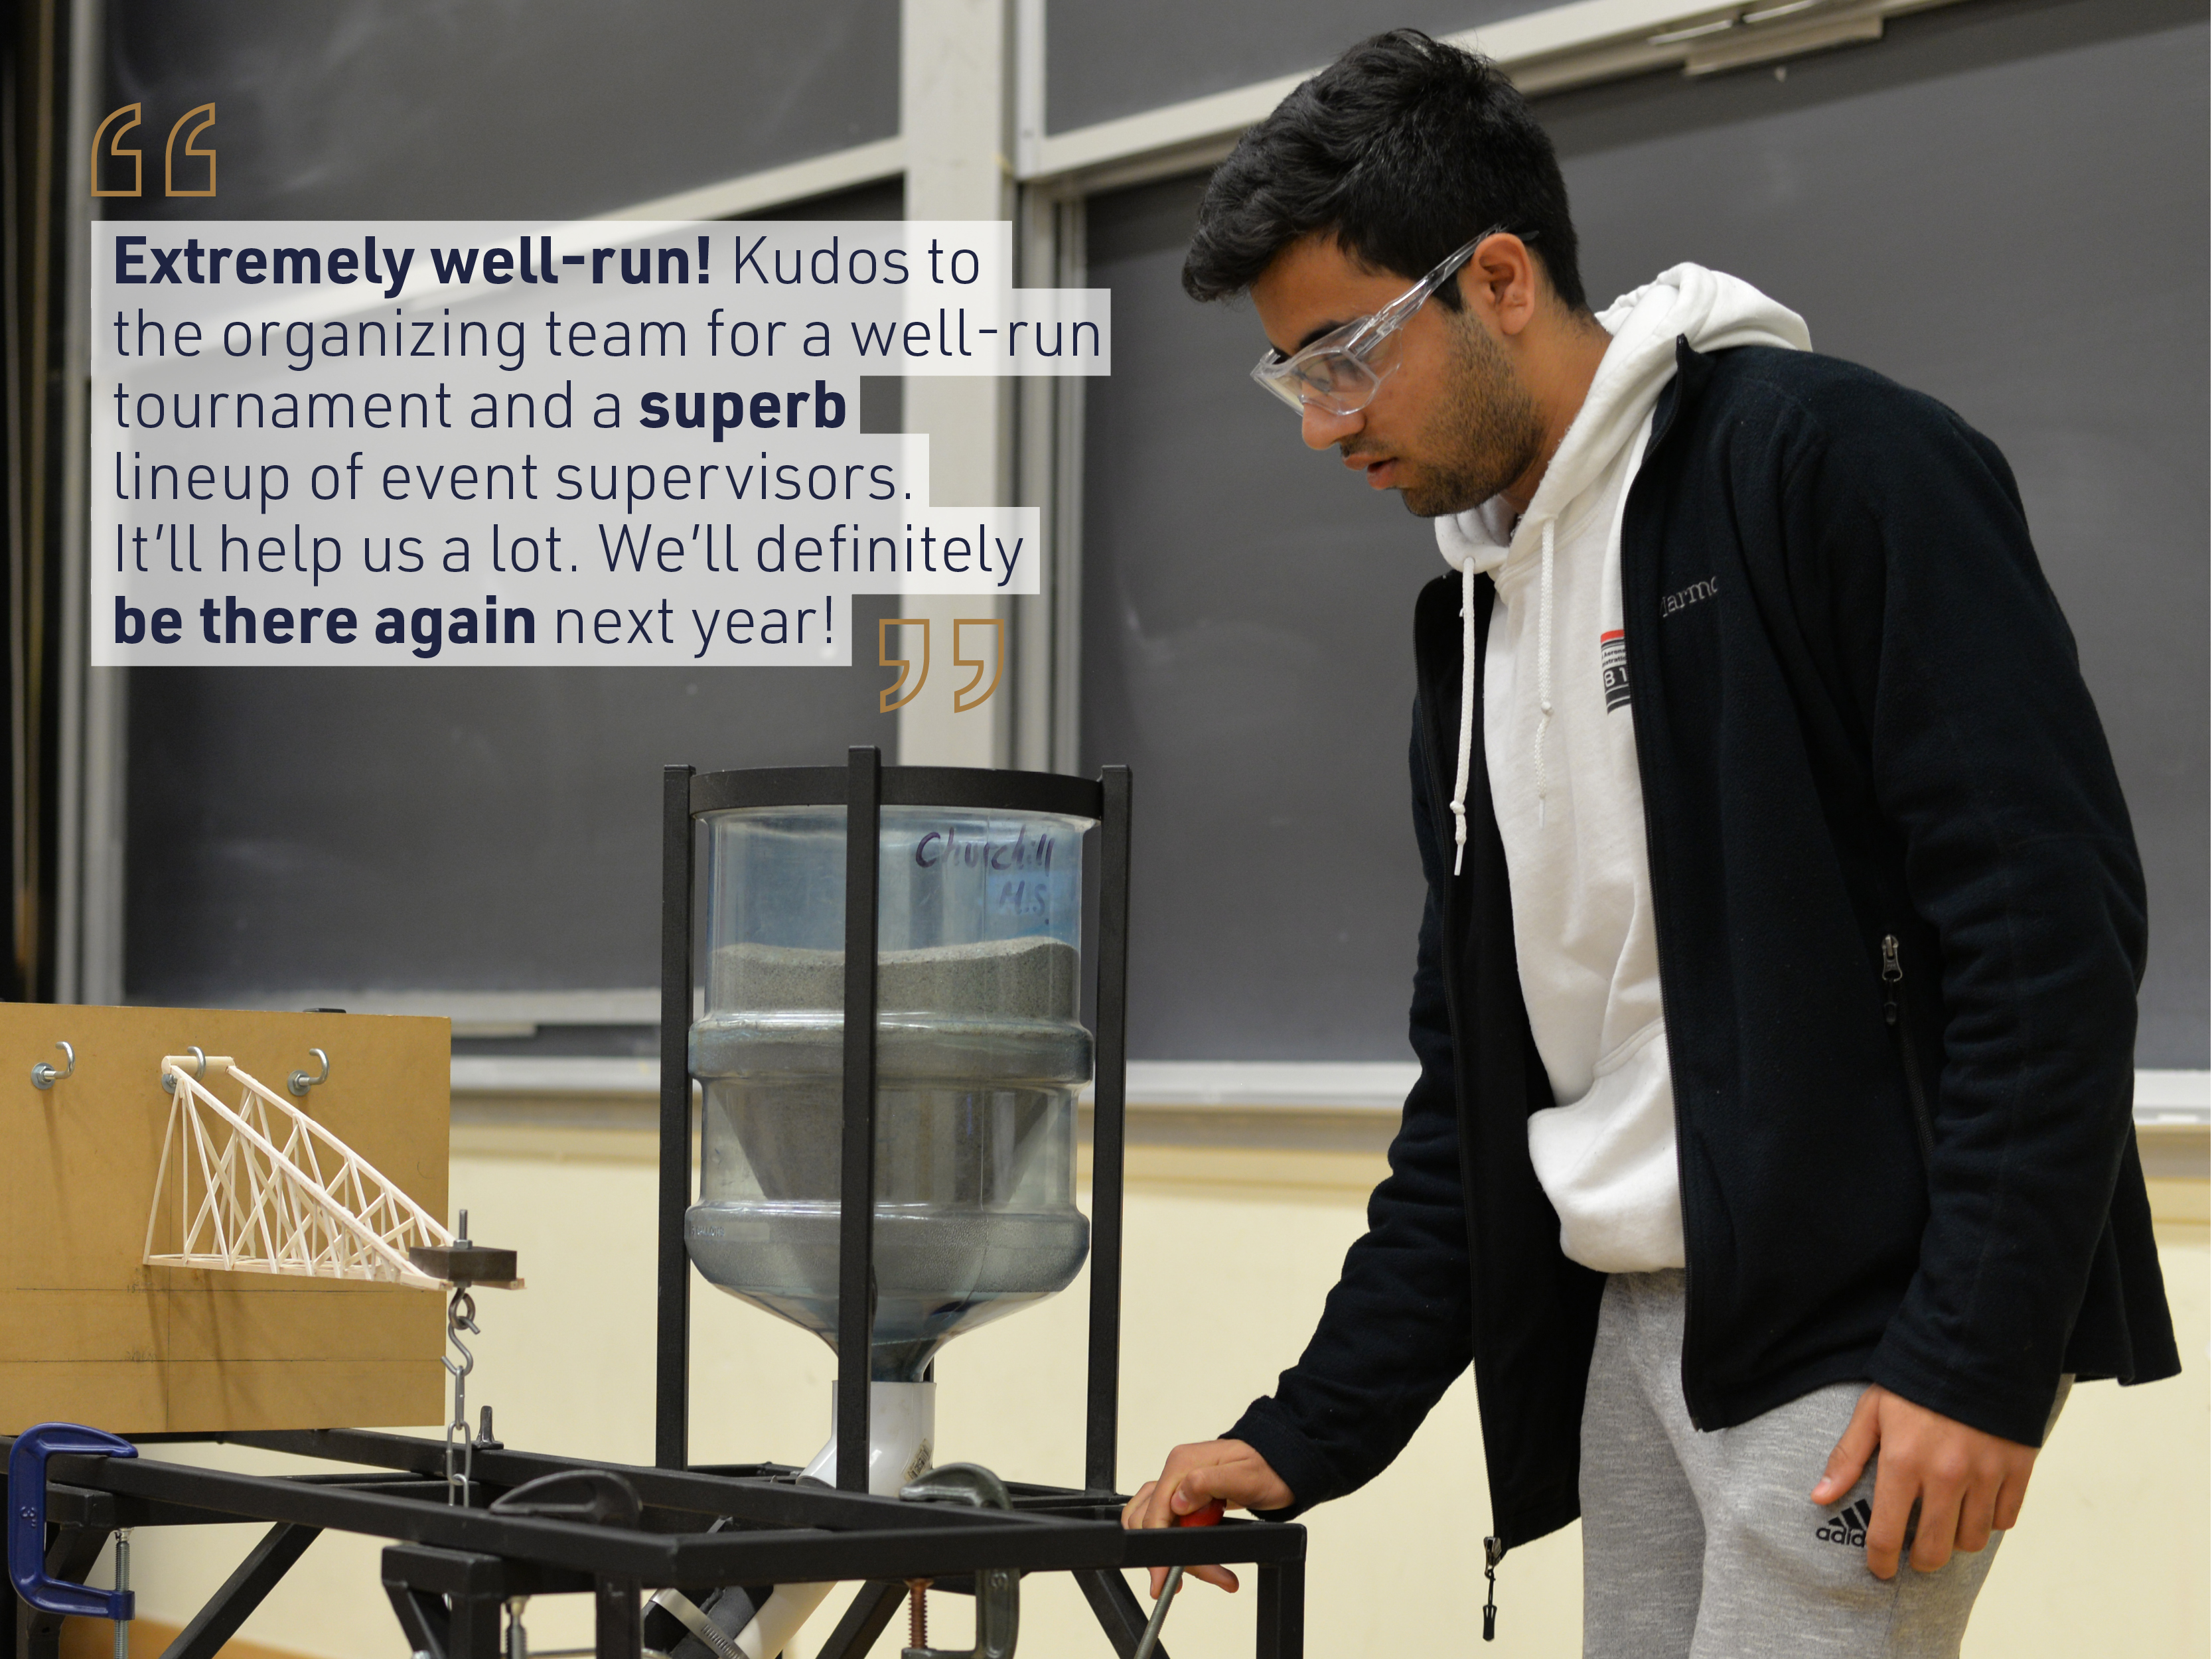 Extremely well-run! Kudos to
the organizing team for a well-run
tournament and a superb
lineup of event supervisors.
It'll help us a lot. We'll definitely
be there again next year!
Churchill
M.S.